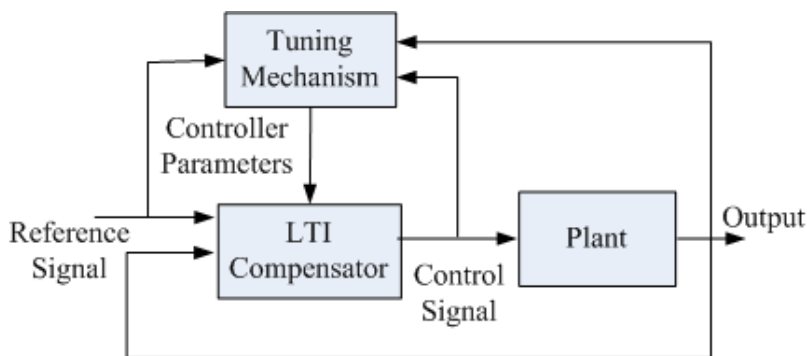 Tuning
Mechanism
Controller
Parameters
Reference
Signal
LTI
Compensator
Control
Signal
Plant
Output